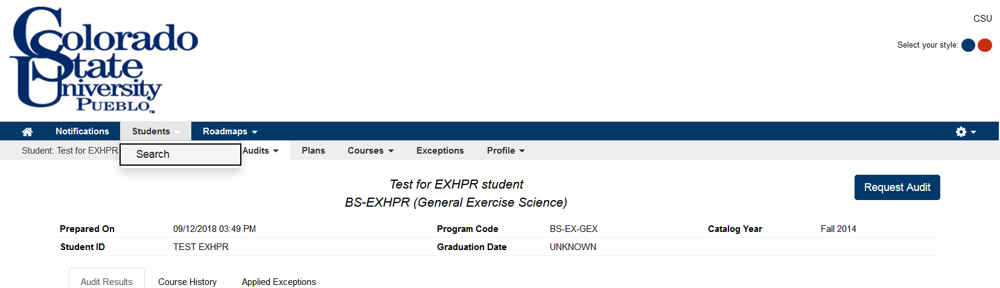 Colorado
State
University
Pueblo™
CSU
Select your style:
Notifications Students Roadmaps
Student: Test for EXHPR Search Audits Plans Courses Exceptions Profile
Test for EXHPR student
BS-EXHPR (General Exercise Science)
Request Audit
Prepared On 09/12/2018 03:49 PM Program Code BS-EX-GEX Catalog Year Fall 2014
Student ID TEST EXHPR Graduation Date UNKNOWN
Audit Results Course History Applied Exceptions